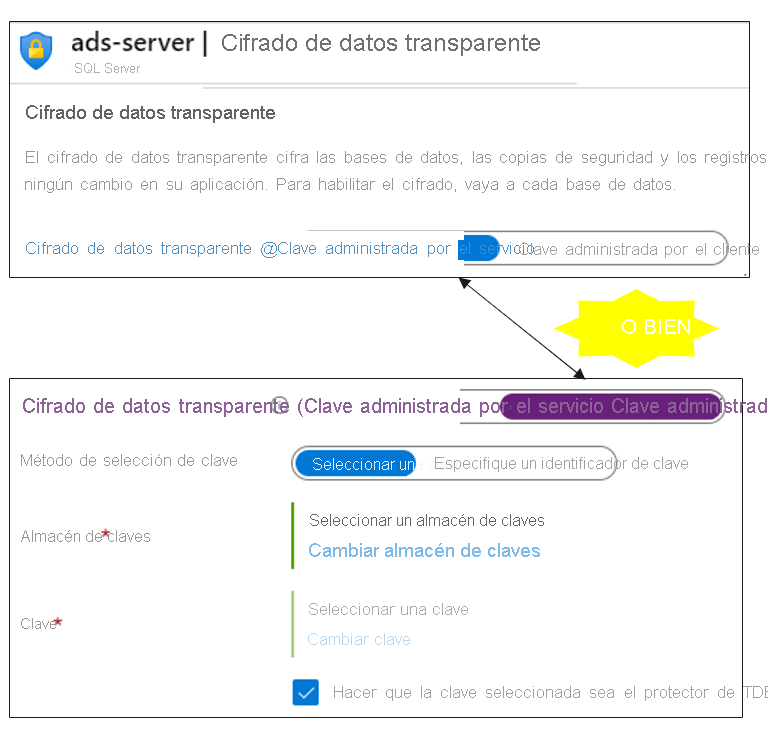 ads-server | Cifrado de datos transparente
SQL Server
Cifrado de datos transparente
El cifrado de datos transparente cifra las bases de datos, las copias de seguridad y los registros
ningún cambio en su aplicación. Para habilitar el cifrado, vaya a cada base de datos.
Cifrado de datos transparente @Clave administrada por el servicio Clave administrada por el cliente
O BIEN
Cifrado de datos transparente (Clave administrada por el servicio Clave administrad
Método de selección de clave
Seleccionar una Especifique un identificador de clave
Almacén de claves*
Seleccionar un almacén de claves
Cambiar almacén de claves
Clave*
Seleccionar una clave
Cambiar clave
Hacer que la clave seleccionada sea el protector de TDE